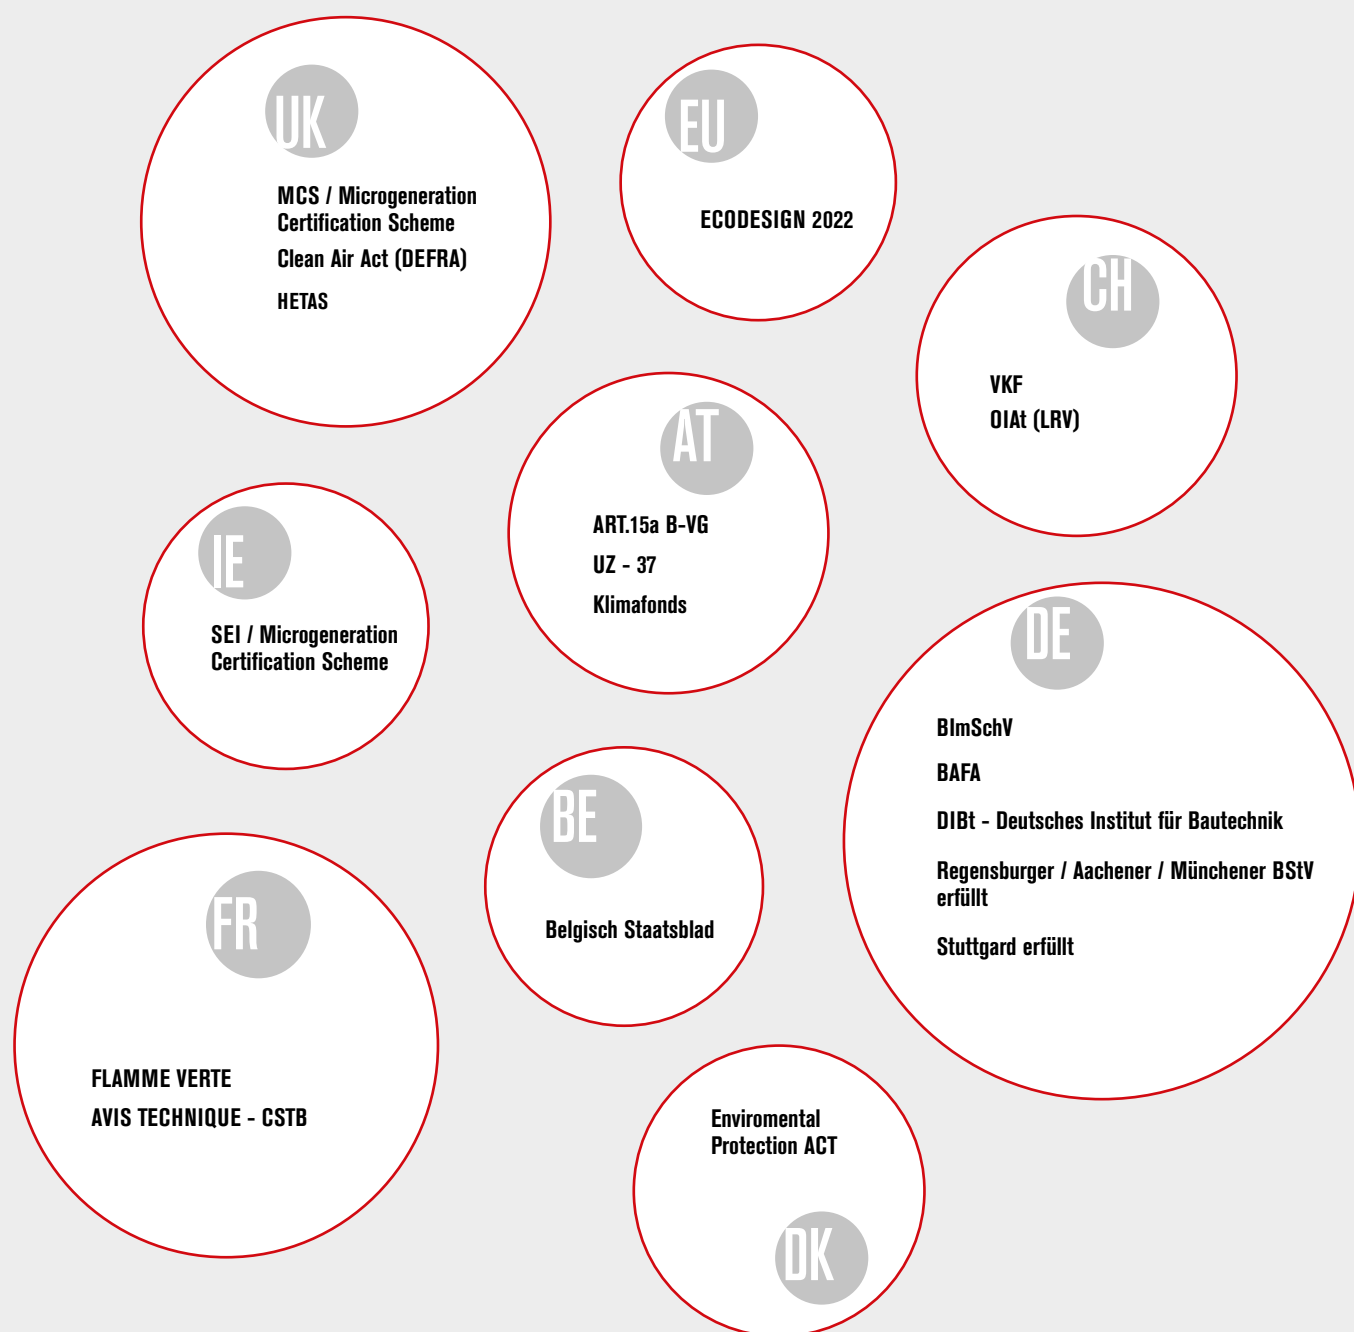 UK
MCS / Microgeneration
Certification Scheme
Clean Air Act (DEFRA)
HETAS
EU
ECODESIGN 2022
CH
VKF
OIAt (LRV)
AT
ART.15a B-VG
UZ - 37
Klimafonds
IE
SEI / Microgeneration
Certification Scheme
DE
BImSchV
BAFA
DIBt - Deutsches Institut für Bautechnik
Regensburger / Aachener / Münchener BStV
erfüllt
Stuttgard erfüllt
BE
Belgisch Staatsblad
FR
FLAMME VERTE
AVIS TECHNIQUE - CSTB
Enviromental
Protection ACT
DK